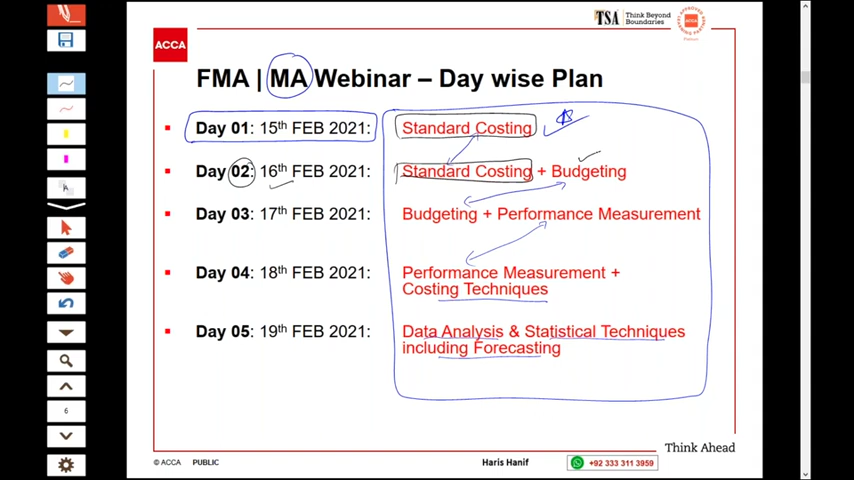 TSA Think Beyond
Boundaries
ACCA
FMA | MA Webinar – Day wise Plan
Day 01: 15th FEB 2021: Standard Costing
Day 02: 16th FEB 2021: Standard Costing + Budgeting
Day 03: 17th FEB 2021: Budgeting + Performance Measurement
Day 04: 18th FEB 2021: Performance Measurement +
Costing Techniques
Day 05: 19th FEB 2021: Data Analysis & Statistical Techniques
including Forecasting
A
6
Think Ahead
© ACCA PUBLIC Haris Hanif +92 333 311 3959